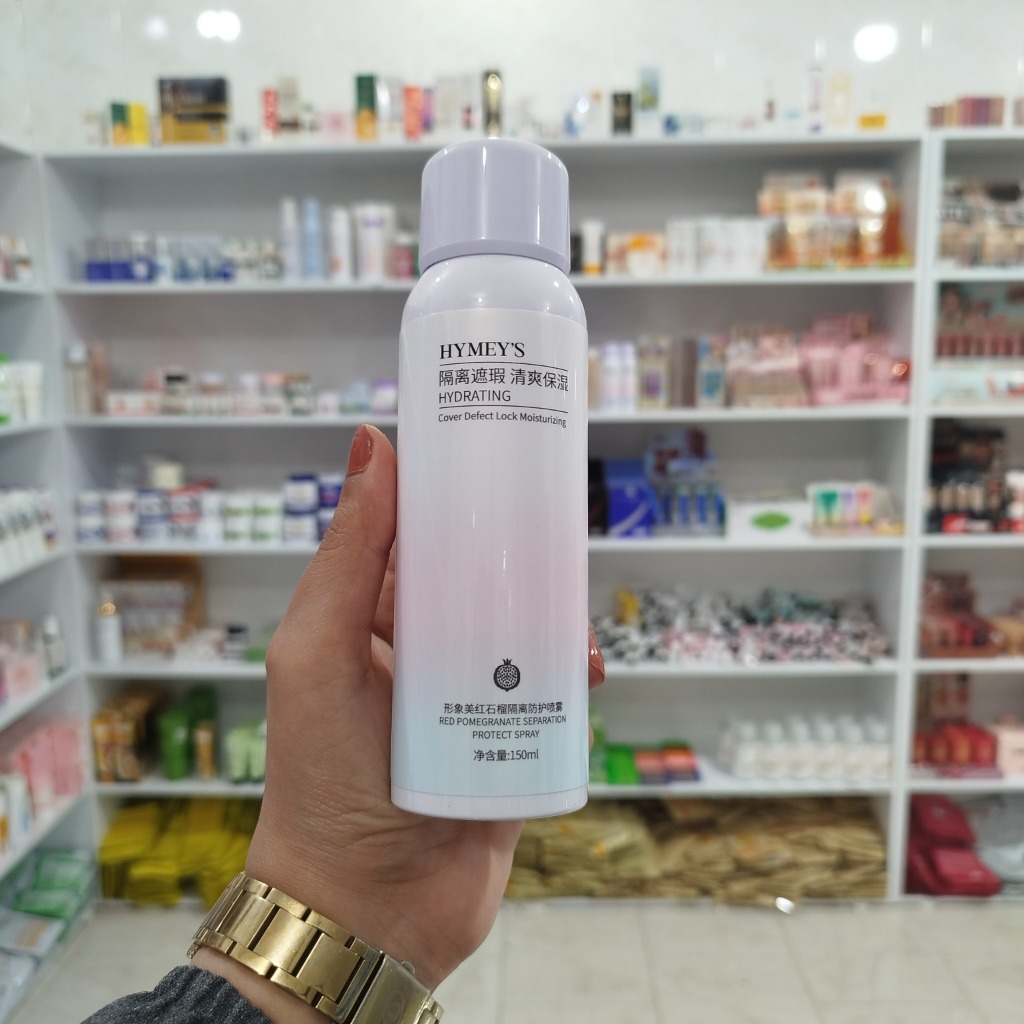 HYMEY'S
隔离遮瑕 清爽保湿
HYDRATING
Cover Defect Lock Moisturizing
形象美红石榴隔离防护喷雾
RED POMEGRANATE SEPARATION
PROTECT SPRAY
净含量:150ml